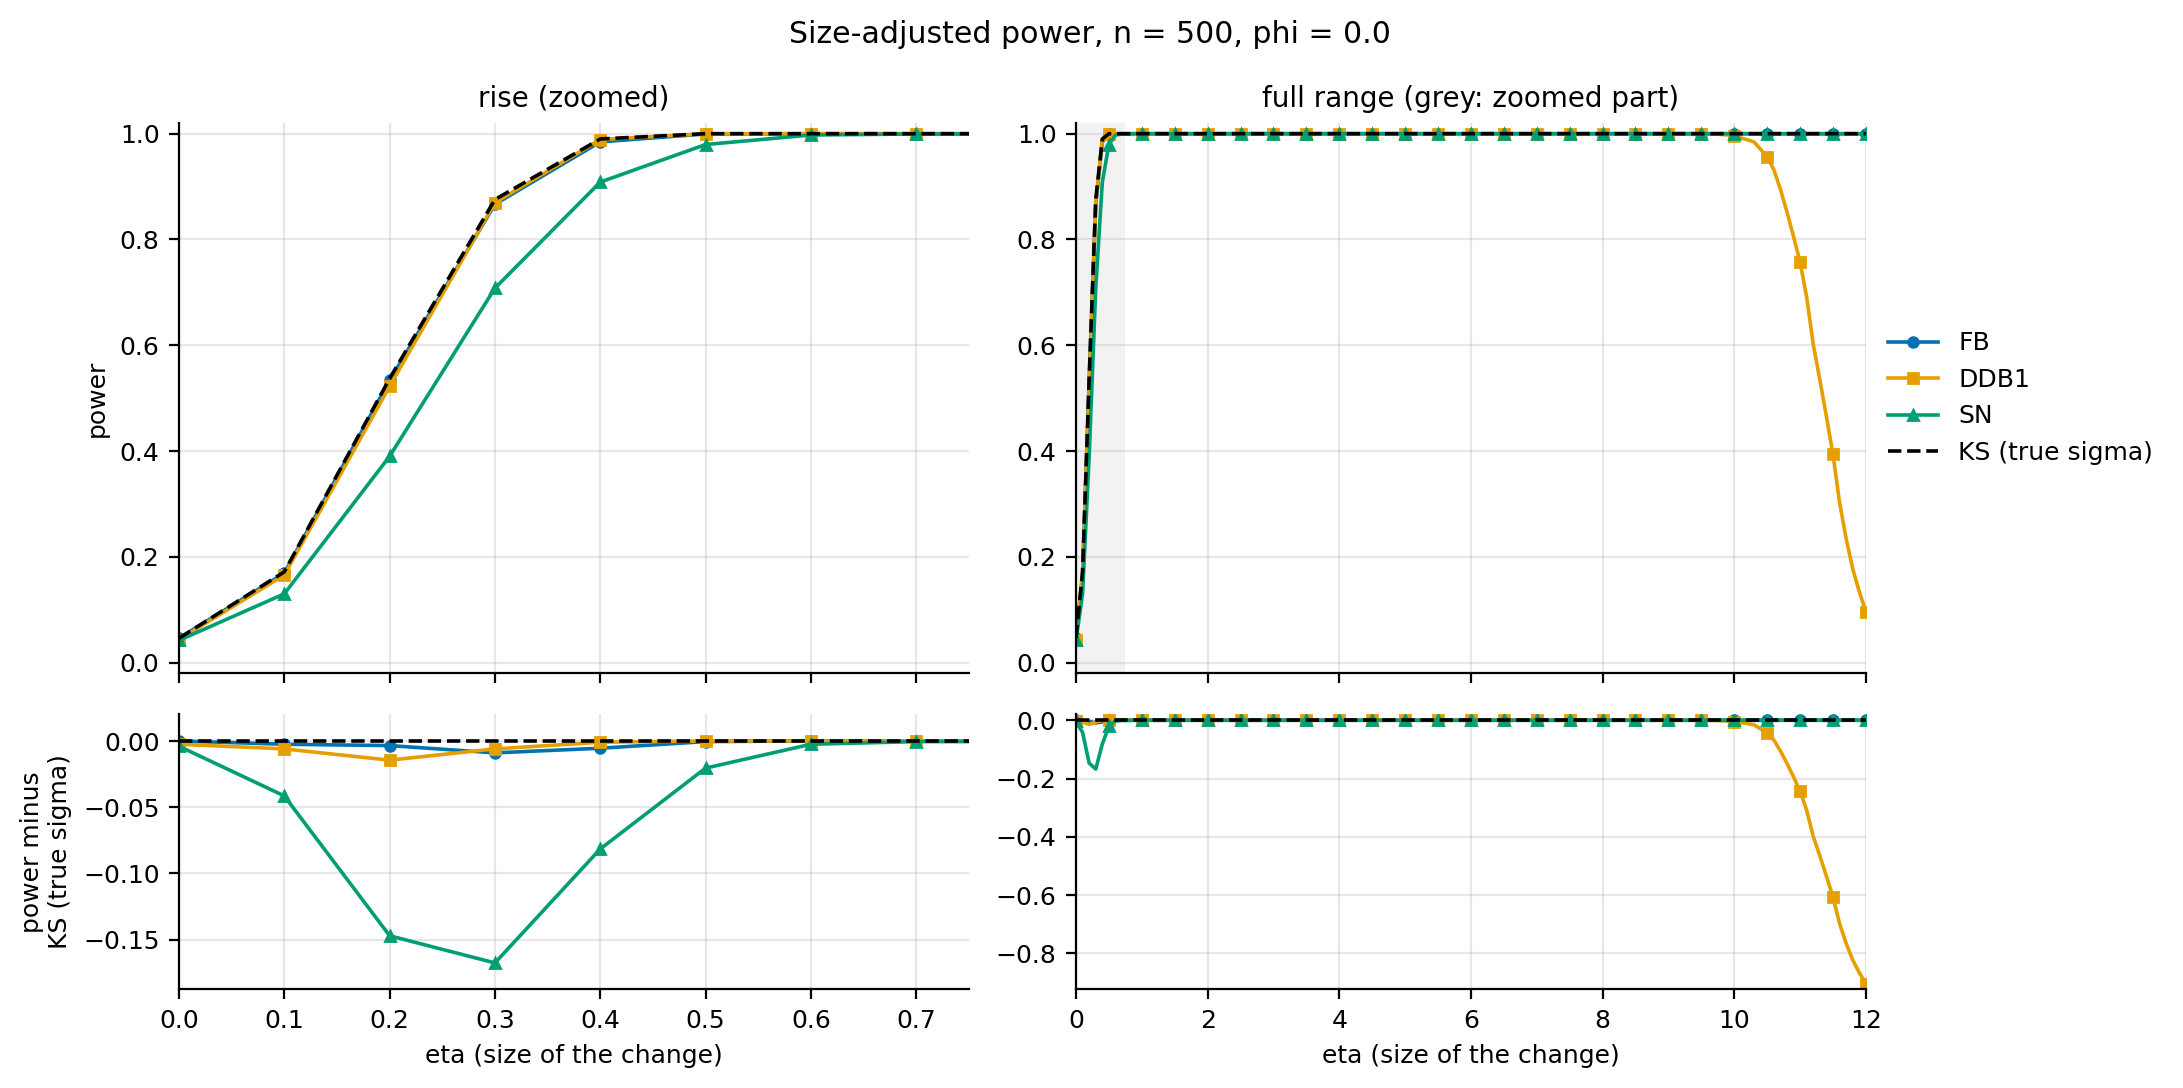 Size-adjusted power, n = 500, phi = 0.0
rise (zoomed)
1.0
0.8
0.6
0.4
0.2
0.0
power
full range (grey: zoomed part)
1.0
0.8
0.6
0.4
0.2
0.0
FB
DDB1
SN
KS (true sigma)
0.00
−0.05
−0.10
−0.15
power minus
KS (true sigma)
0.0 0.1 0.2 0.3 0.4 0.5 0.6 0.7
eta (size of the change)
0.0
−0.2
−0.4
−0.6
−0.8
0 2 4 6 8 10 12
eta (size of the change)